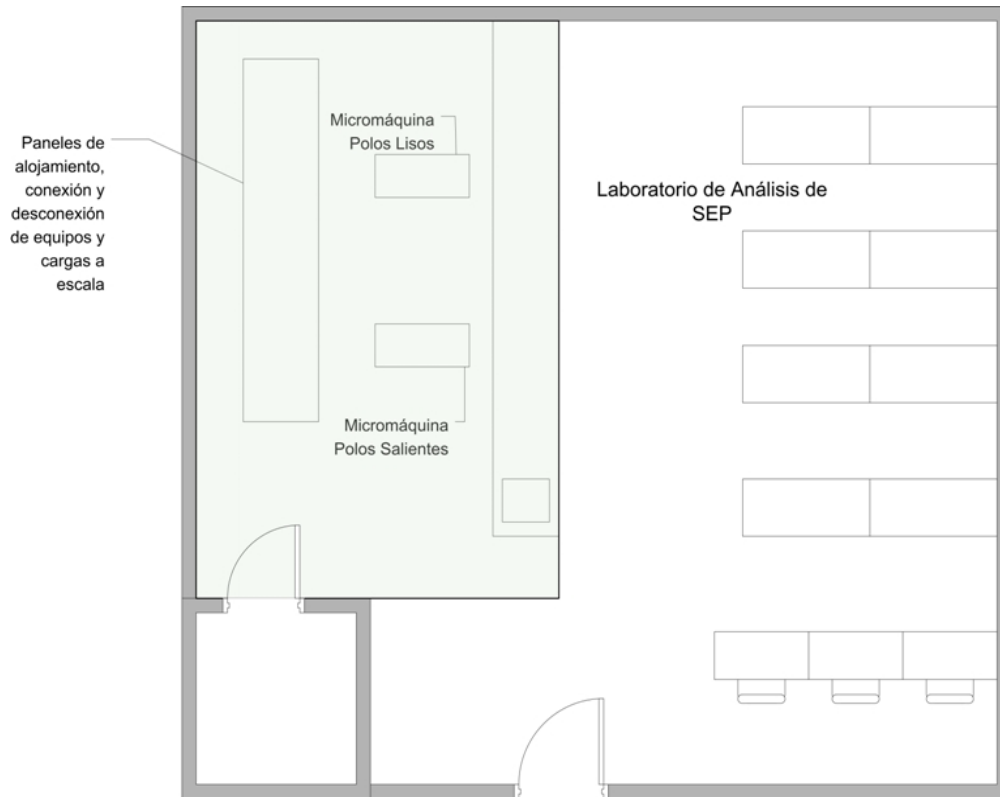 Paneles de
alojamiento,
conexión y
desconexión
de equipos y
cargas a
escala
Micromáquina
Polos Lisos
Micromáquina
Polos Salientes
Laboratorio de Análisis de
SEP